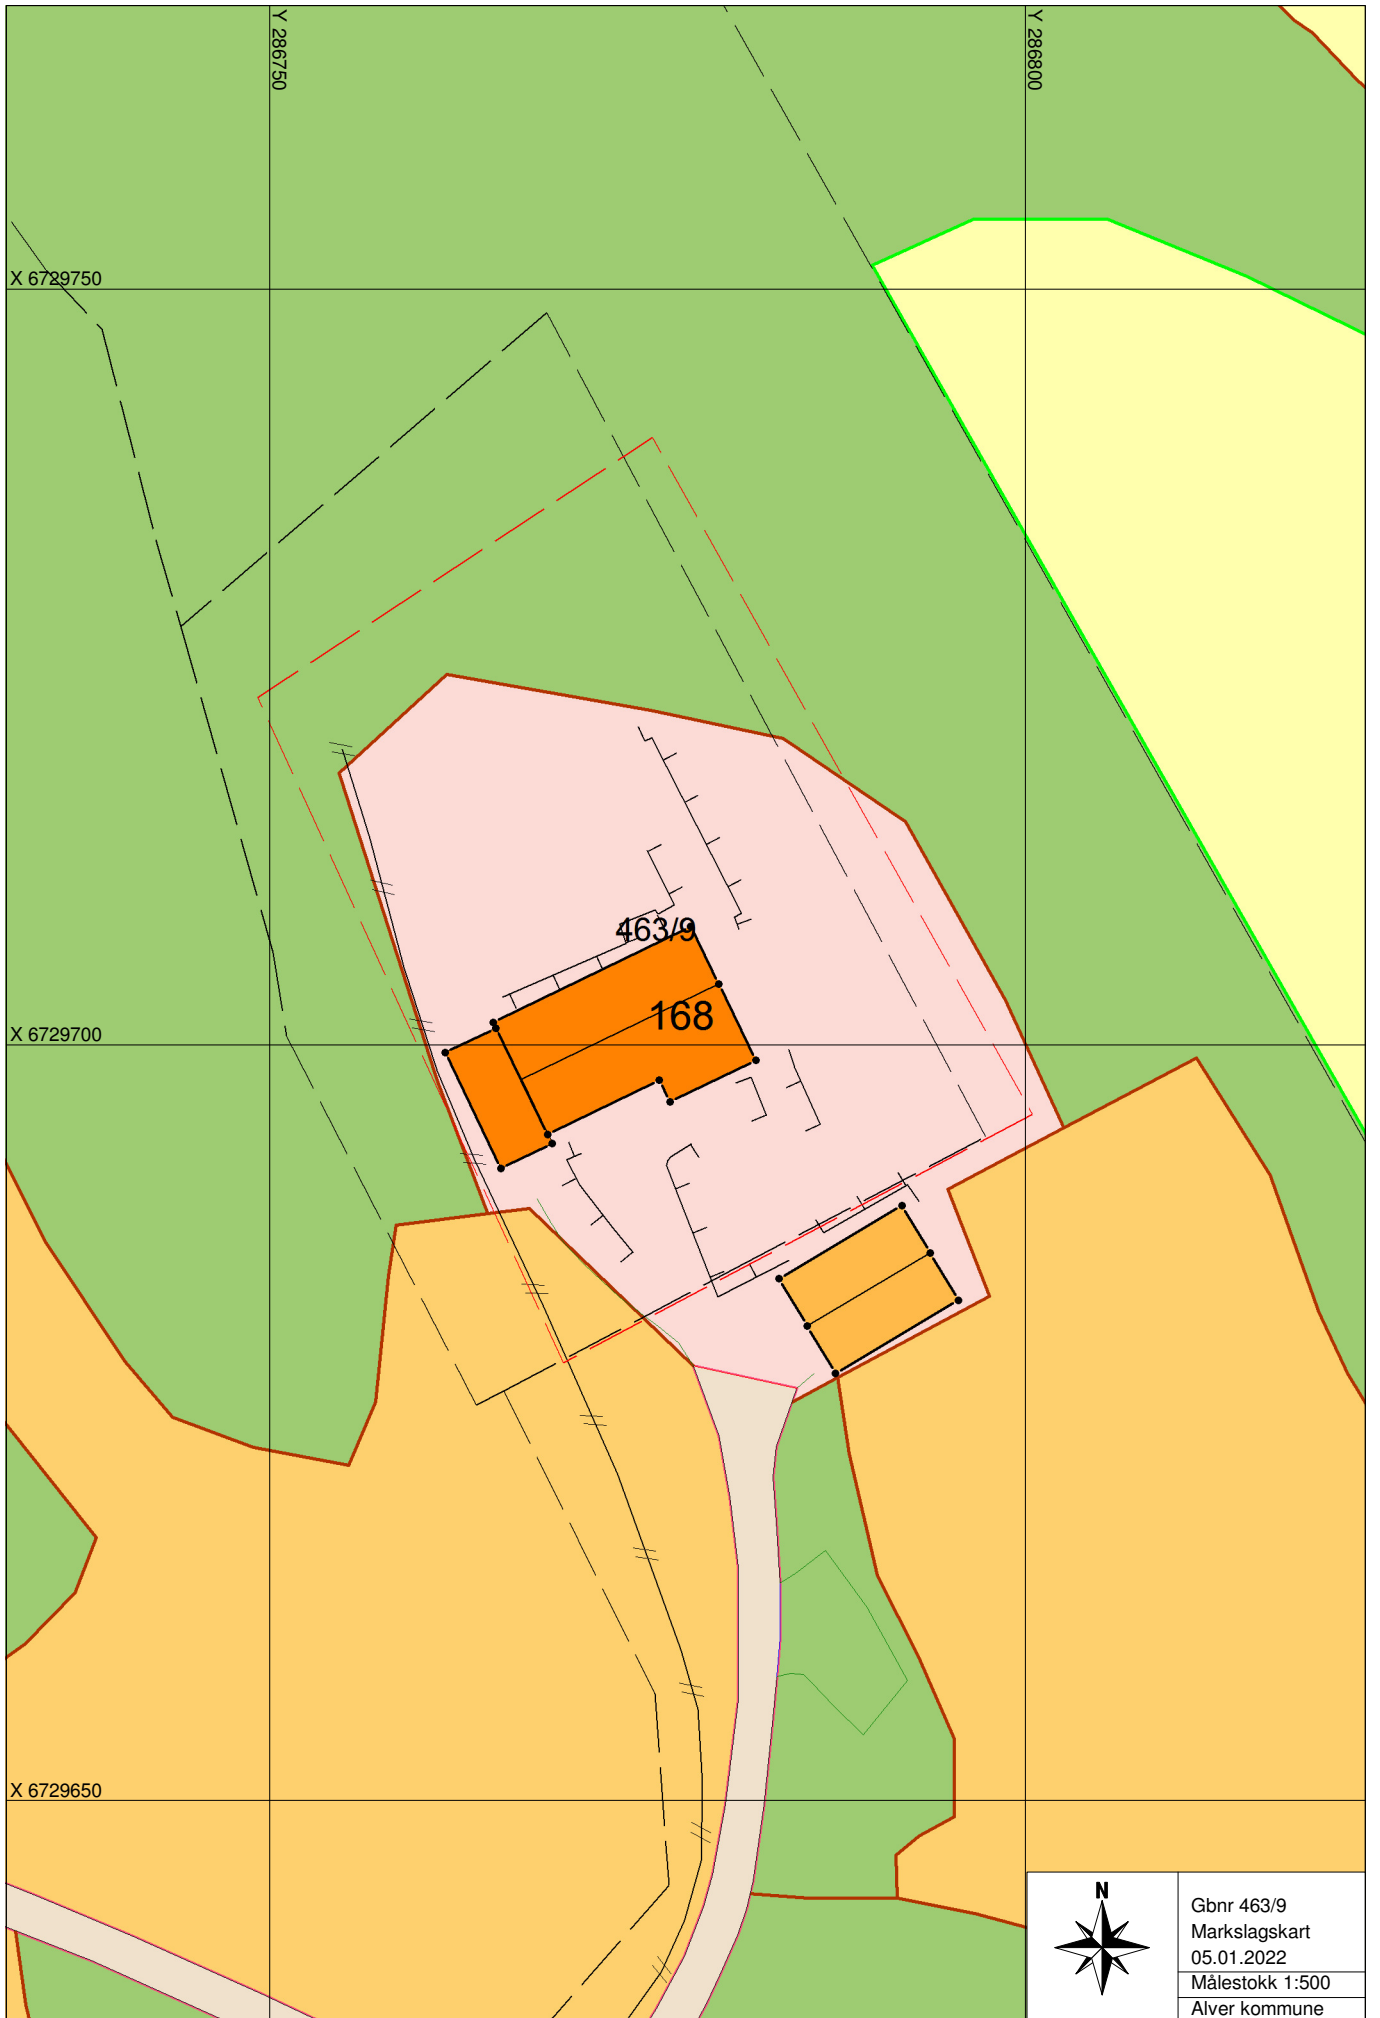 Y 286750
Y 286800
X 6729750
463/9
168
X 6729700
X 6729650
N
Gbnr 463/9
Markslagskart
05.01.2022
Målestokk 1:500
Alver kommune